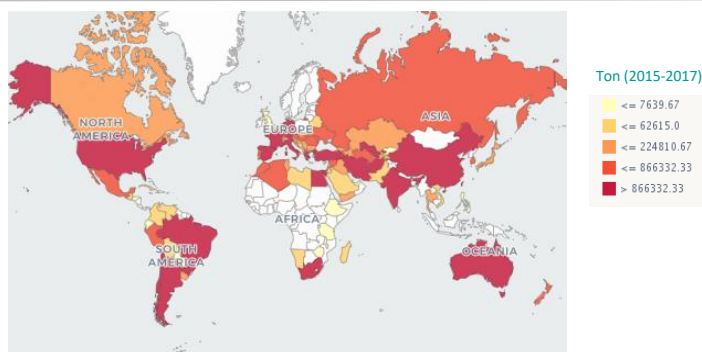 Ton (2015-2017)
<= 7639.67
<= 62615.0
<= 224810.67
<= 866332.33
> 866332.33
NORTH
AMERICA
EUROPE
ASIA
AFRICA
SOUTH
AMERICA
OCEANIA